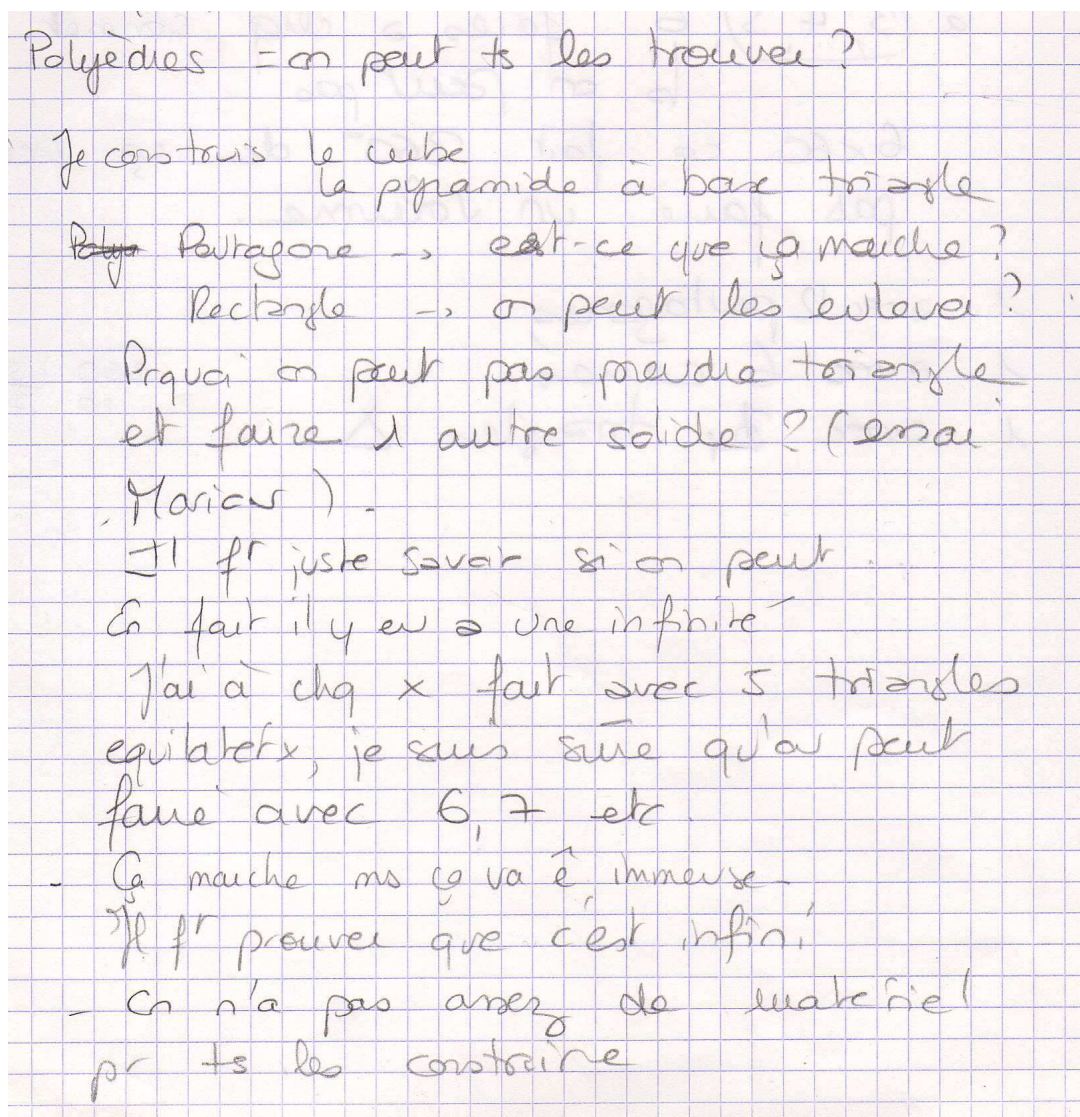 Polyèdres = on peut ts les trouver?
Je construis le cube
la pyramide à base triangle
Pentagone → est-ce que ça marche?
Rectangle → on peut les enlever?
Prquoi on peut pas prendre triangle
et faire 1 autre solide? (essai
Marion).
Il ft juste savoir si on peut.
En fait il y en a une infinité
J'ai à chq x fait avec 5 triangles
equilatérx, je suis sûre qu'on peut
faire avec 6, 7 etc.
- Ça marche ms ça va ê immense
Il ft prouver que c'est infini
- On n'a pas assez de matériel
pr ts les construire